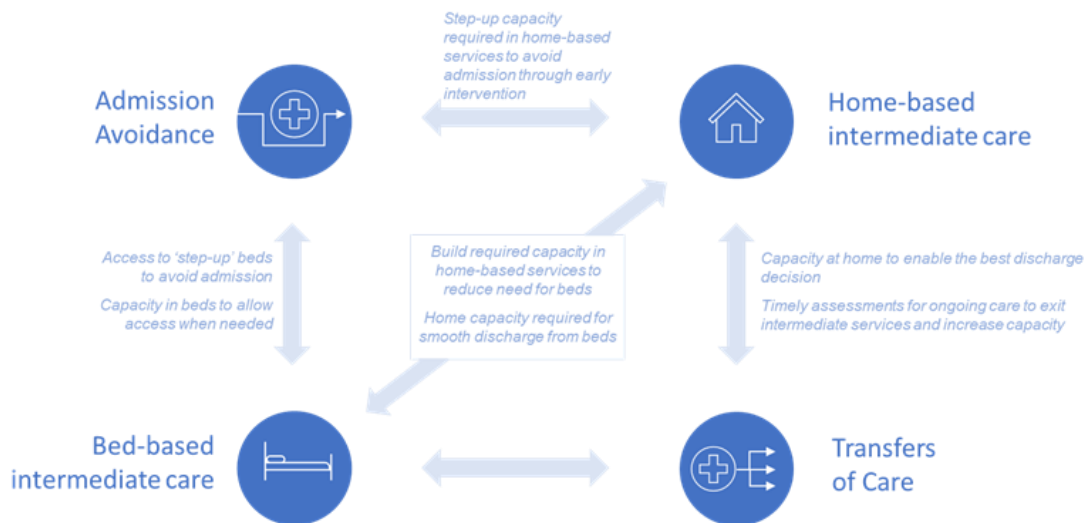 Step-up capacity
required in home-based
services to avoid
admission through early
intervention
Admission
Avoidance
Home-based
intermediate care
Access to ‘step-up’ beds
to avoid admission
Capacity in beds to allow
access when needed
Build required capacity in
home-based services to
reduce need for beds
Home capacity required for
smooth discharge from beds
Capacity at home to enable the best discharge
decision
Timely assessments for ongoing care to exit
intermediate services and increase capacity
Bed-based
intermediate care
Transfers
of Care